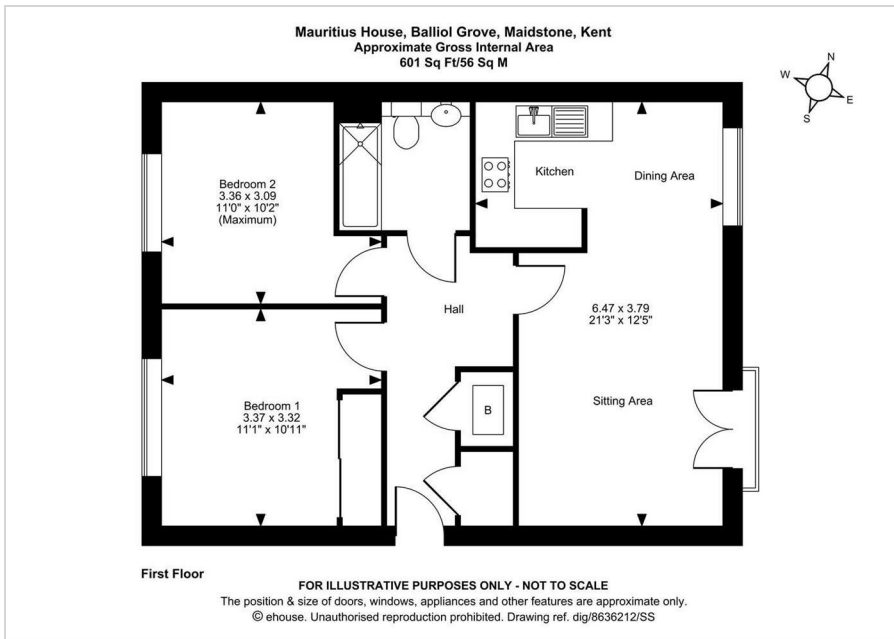 Mauritius House, Balliol Grove, Maidstone, Kent
Approximate Gross Internal Area
601 Sq Ft/56 Sq M
N
W
E
S
Bedroom 2
3.36 x 3.09
11'0" x 10'2"
(Maximum)
Kitchen
Dining Area
Hall
6.47 x 3.79
21'3" x 12'5"
Bedroom 1
3.37 x 3.32
11'1" x 10'11"
B
Sitting Area
First Floor
FOR ILLUSTRATIVE PURPOSES ONLY - NOT TO SCALE
The position & size of doors, windows, appliances and other features are approximate only.
© ehouse. Unauthorised reproduction prohibited. Drawing ref. dig/8636212/SS